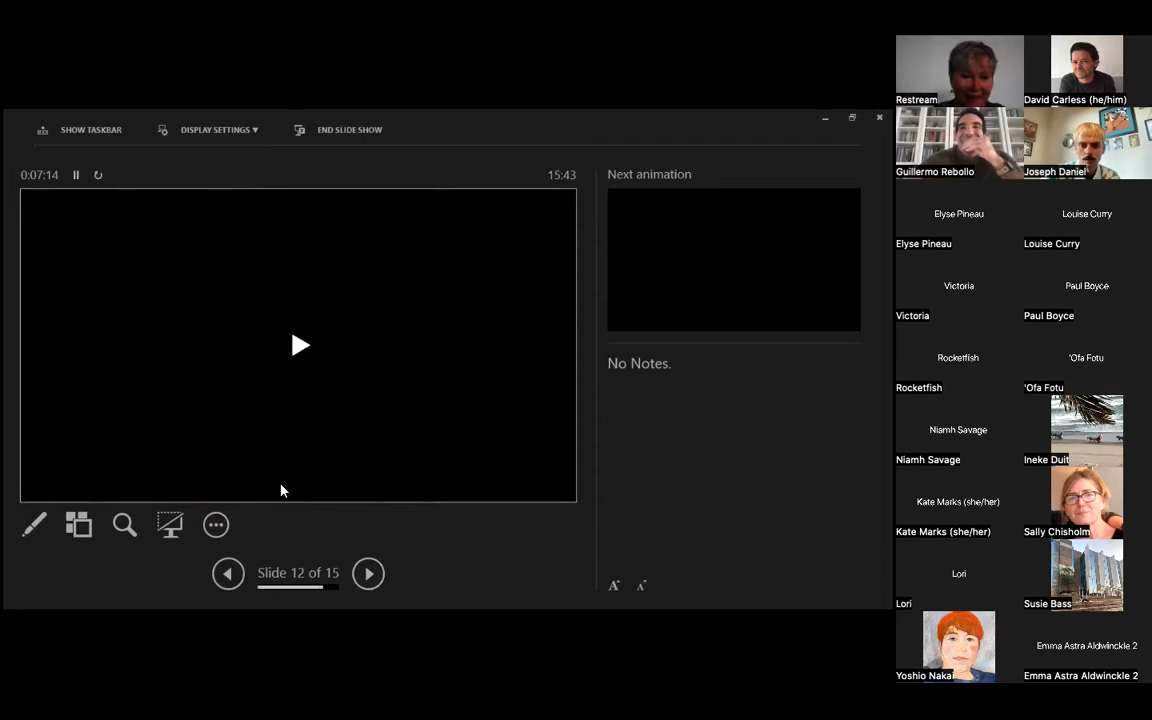 SHOW TASKBAR
DISPLAY SETTINGS ▾
END SLIDE SHOW
0:07:14
15:43
Next animation
No Notes.
Slide 12 of 15
A
A
Restream
David Carless (he/him)
Guillermo Rebollo
Joseph Daniel
Elyse Pineau
Louise Curry
Elyse Pineau
Louise Curry
Victoria
Paul Boyce
Victoria
Paul Boyce
Rocketfish
'Ofa Fotu
Rocketfish
'Ofa Fotu
Niamh Savage
Niamh Savage
Ineke Duit
Kate Marks (she/her)
Kate Marks (she/her)
Sally Chisholm
Lori
Lori
Susie Bass
Emma Astra Aldwinckle 2
Yoshio Nakai
Emma Astra Aldwinckle 2